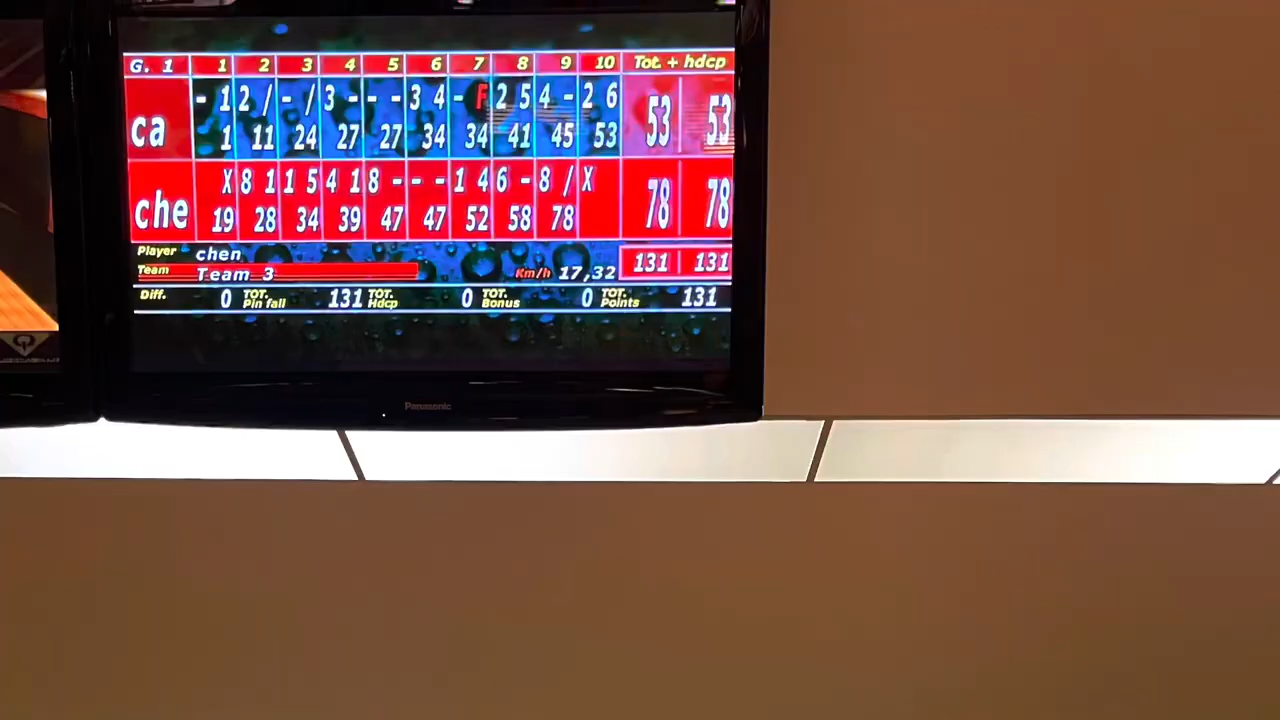 G. 1 1 2 3 4 5 6 7 8 9 10 Tot. + hdcp
ca - 1 2 / - / 3 - - - 3 4 - F 2 5 4 - 2 6 53 53
1 11 24 27 27 34 34 41 45 53
che X 8 1 1 5 4 1 8 - - - 1 4 6 - 8 / X 78 78
19 28 34 39 47 47 52 58 78
Player chen
Team Team 3 Km/h 17,32 131 131
Diff. 0 TOT. Pin fall 131 TOT. Hdcp 0 TOT. Bonus 0 TOT. Points 131
Panasonic